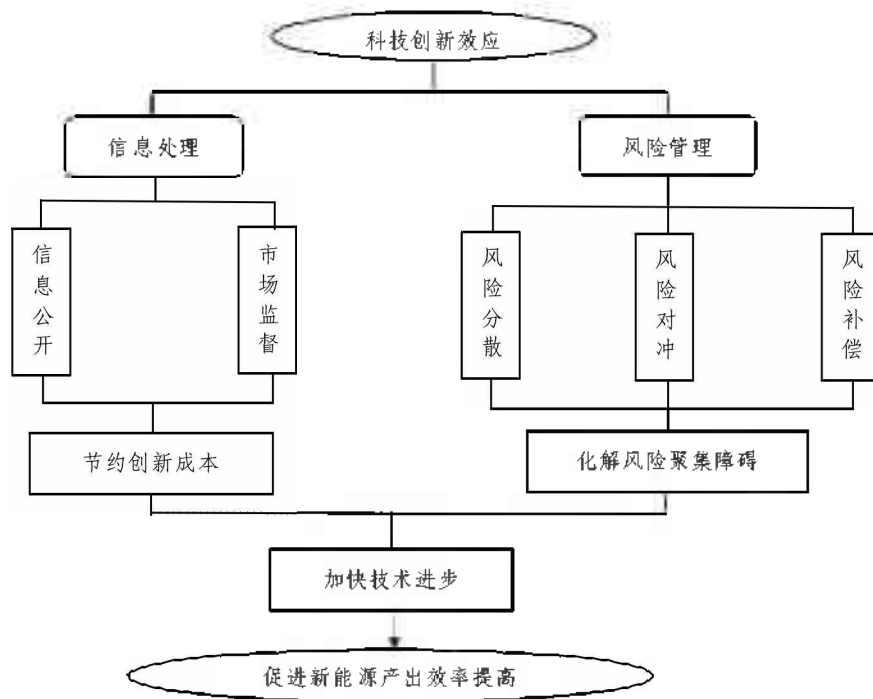 科技创新效应
信息处理
风险管理
信息公开
市场监督
风险分散
风险对冲
风险补偿
节约创新成本
化解风险聚集障碍
加快技术进步
促进新能源产出效率提高